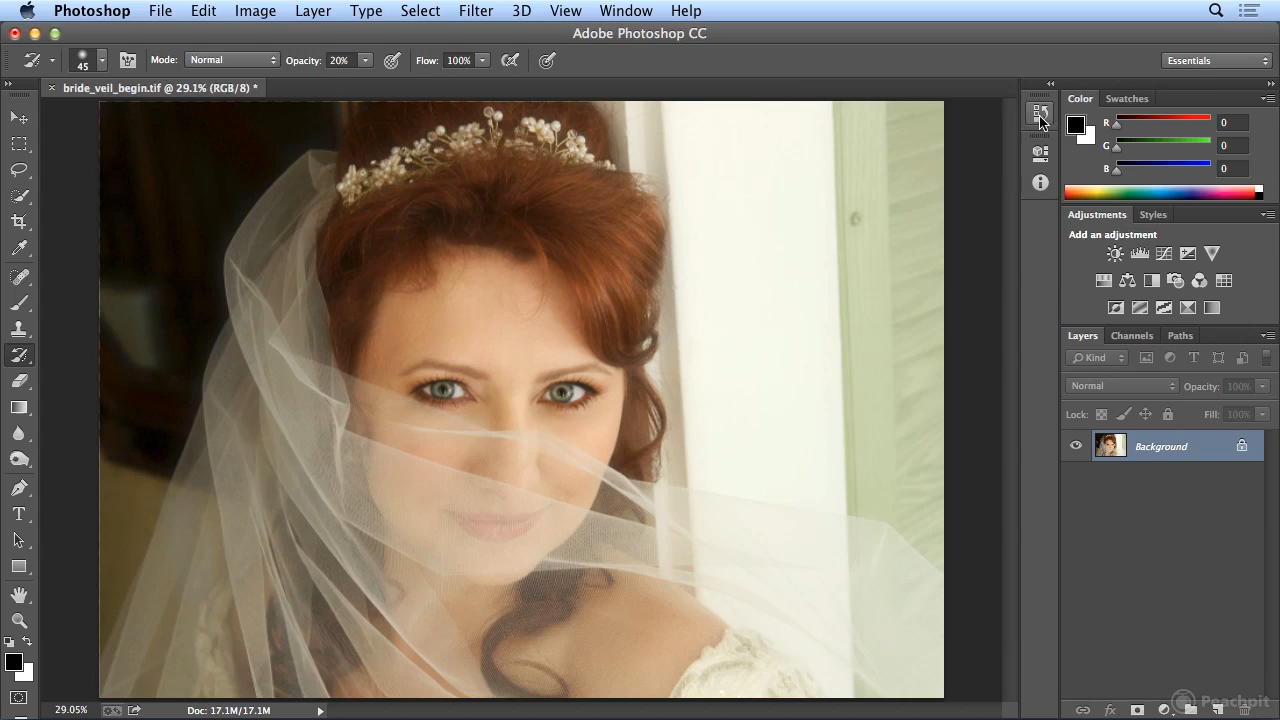 Photoshop File Edit Image Layer Type Select Filter 3D View Window Help
Adobe Photoshop CC
45 Mode: Normal Opacity: 20% Flow: 100% Essentials
× bride_veil_begin.tif @ 29.1% (RGB/8) *
Color Swatches
R 0
G 0
B 0
Adjustments Styles
Add an adjustment
Layers Channels Paths
Kind
Normal Opacity: 100%
Lock: Fill: 100%
Background
29.05% Doc: 17.1M/17.1M
Peachpit